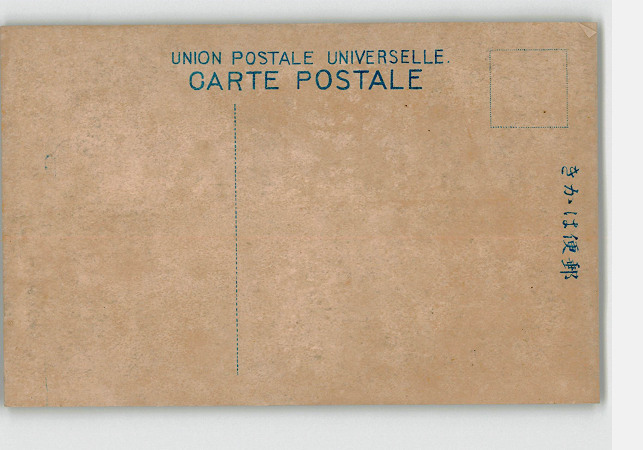 UNION POSTALE UNIVERSELLE.
CARTE POSTALE
きかは便郵